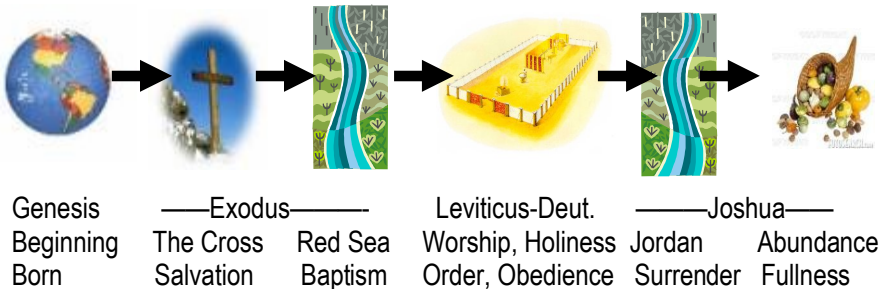 Genesis ——Exodus———- Leviticus-Deut. ———Joshua——
Beginning The Cross Red Sea Worship, Holiness Jordan Abundance
Born Salvation Baptism Order, Obedience Surrender Fullness